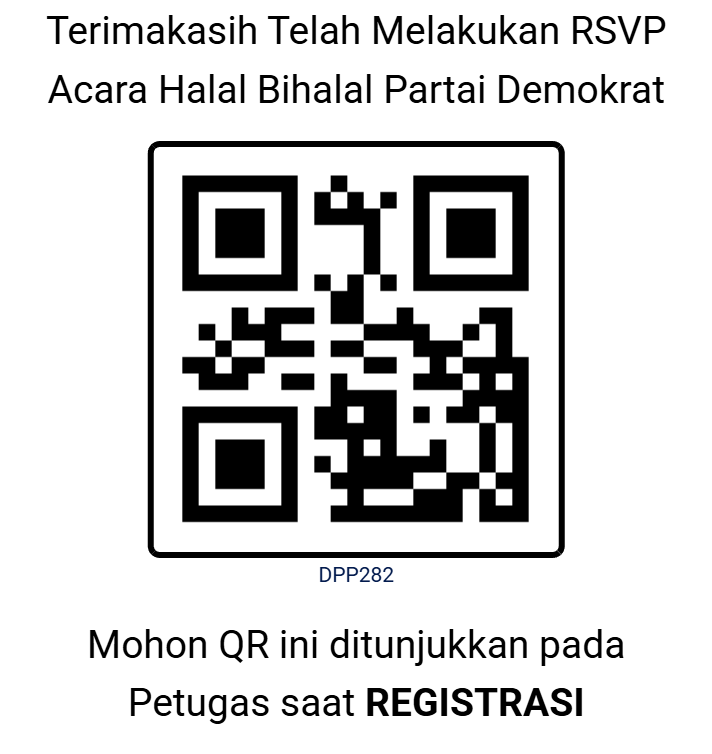 Terimakasih Telah Melakukan RSVP
Acara Halal Bihalal Partai Demokrat
DPP282
Mohon QR ini ditunjukkan pada
Petugas saat REGISTRASI